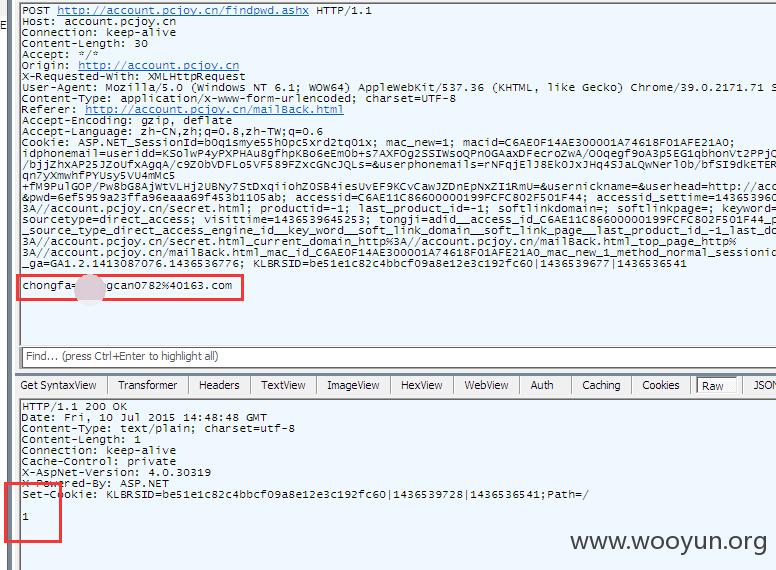 POST http://account.pcjoy.cn/findpwd.ashx HTTP/1.1
Host: account.pcjoy.cn
Connection: keep-alive
Content-Length: 30
Accept: */*
Origin: http://account.pcjoy.cn
X-Requested-With: XMLHttpRequest
User-Agent: Mozilla/5.0 (Windows NT 6.1; WOW64) AppleWebKit/537.36 (KHTML, like Gecko) Chrome/39.0.2171.71 S
Content-Type: application/x-www-form-urlencoded; charset=UTF-8
Referer: http://account.pcjoy.cn/mailBack.html
Accept-Encoding: gzip, deflate
Accept-Language: zh-CN,zh;q=0.8,zh-TW;q=0.6
Cookie: ASP.NET_SessionId=b0q1smye55h0pc5xrd2tq01x; mac_new=1; macid=C6AE0F14AE300001A74618F01AFE21A0;
idphonemail=useridd=KSolwP4yPXPHAu8gfhpKBo6eEm0b+s7AXFOg2SSIWsoQPnOGAaxDFecroZwA/O0qegf9oA3p5EG1qbhonVt2PPjQ
/bjjZhxAP25JZoUfxAgqA/C9ZObVDFLo5VF589FZxcGNcJQLs=&userphonemails=rNFqjElJ8Ek0JxJHq4SJaLQwNerl0b/bfSI9dkETER
qn7yXmwhfPYUsy5VU4mMc5
+fM9PulGOP/Pw8bG8AjWtVLHj2UBNy7StDxqiiohZOSB4iesUvEF9KCvCawJZDnEpNxZI1RmU=&usernickname=&userhead=http://acc
&pwd=6ef5959a23ffa96eaaa69f453b1105ab; accessid=C6AE11C86600000199FCFC802F501F44; accessid_settime=143653960
3A//account.pcjoy.cn/secret.html; productid=-1; last_product_id=-1; softlinkdomain=; softlinkpage=; keyword=
sourcetype=direct_access; visittime=1436539253; tongji=adid__access_id_C6AE11C86600000199FCFC802F501F44_p
_source_type_direct_access_engine_id__key_word__soft_link_domain__soft_link_page__last_product_id_-1_last_do
3A//account.pcjoy.cn/secret.html_current_domain_http%3A//account.pcjoy.cn/mailBack.html_top_page_http%
3A//account.pcjoy.cn/mailBack.html_mac_id_C6AE0F14AE300001A74618F01AFE21A0_mac_new_1_method_normal_sessionid
_ga=GA1.2.1413087076.1436536776; KLBRSID=be51e1c82c4bbcf09a8e12e3c192fc60|1436539677|1436536541
chongfa= gcan0782%40163.com
Find... (press Ctrl+Enter to highlight all)
Get SyntaxView Transformer Headers TextView ImageView HexView WebView Auth Caching Cookies Raw JSON
HTTP/1.1 200 OK
Date: Fri, 10 Jul 2015 14:48:48 GMT
Content-Type: text/plain; charset=utf-8
Content-Length: 1
Connection: keep-alive
Cache-Control: private
X-AspNet-Version: 4.0.30319
X-Powered-By: ASP.NET
Set-Cookie: KLBRSID=be51e1c82c4bbcf09a8e12e3c192fc60|1436539728|1436536541;Path=/
1
www.wooyun.org